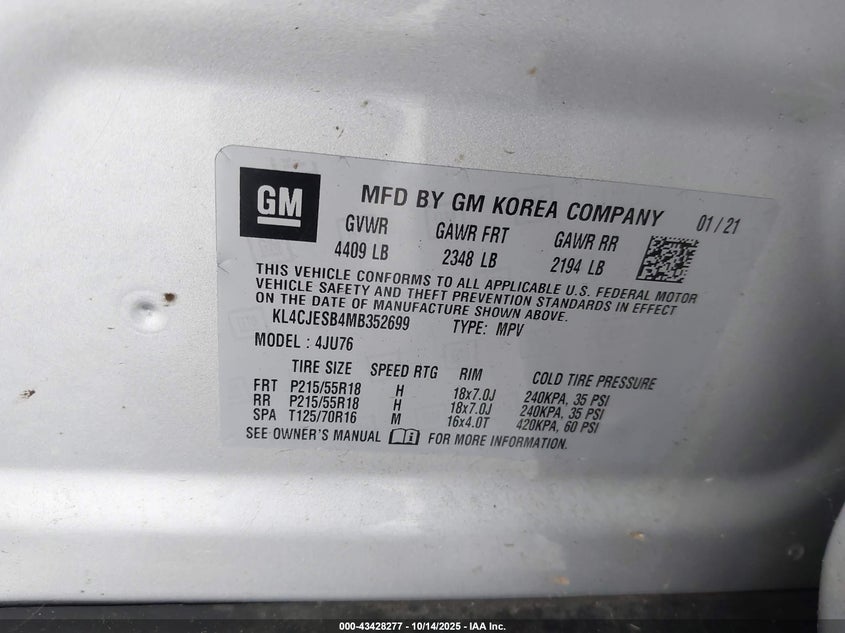 GM
MFD BY GM KOREA COMPANY 01/21
GVWR GAWR FRT GAWR RR
4409 LB 2348 LB 2194 LB
THIS VEHICLE CONFORMS TO ALL APPLICABLE U.S. FEDERAL MOTOR
VEHICLE SAFETY AND THEFT PREVENTION STANDARDS IN EFFECT
ON THE DATE OF MANUFACTURE SHOWN ABOVE.
KL4CJESB4MB352699 TYPE: MPV
MODEL: 4JU76
TIRE SIZE SPEED RTG RIM COLD TIRE PRESSURE
FRT P215/55R18 H 18x7.0J 240KPA, 35 PSI
RR P215/55R18 H 18x7.0J 240KPA, 35 PSI
SPA T125/70R16 M 16x4.0T 420KPA, 60 PSI
SEE OWNER'S MANUAL FOR MORE INFORMATION.
000-43428277 - 10/14/2025 - IAA Inc.